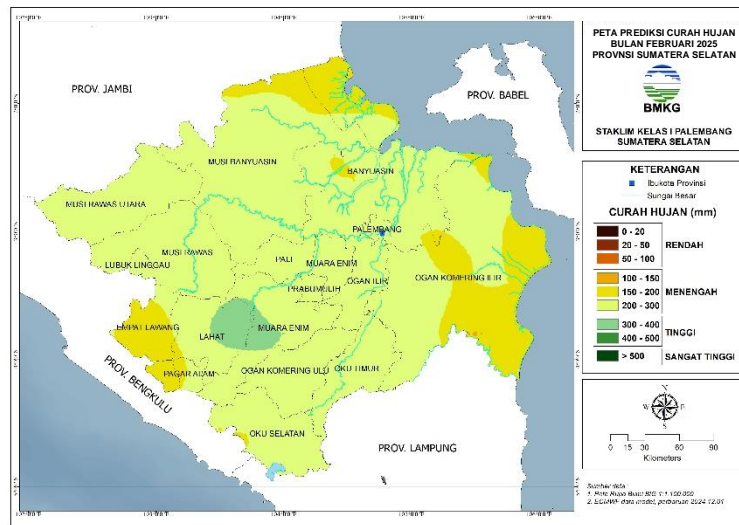 PETA PREDIKSI CURAH HUJAN
BULAN FEBRUARI 2025
PROVNSI SUMATERA SELATAN
BMKG
STAKLIM KELAS I PALEMBANG
SUMATERA SELATAN
KETERANGAN
Ibukota Provinsi
Sungai Besar
CURAH HUJAN (mm)
0 - 20
20 - 50
50 - 100
RENDAH
100 - 150
150 - 200
200 - 300
MENENGAH
300 - 400
400 - 500
TINGGI
> 500
SANGAT TINGGI
N
W
E
S
0 15 30 60 90
Kilometers
Sumber data :
PROV. JAMBI
PROV. BABEL
MUSI BANYUASIN
BANYUASIN
MUSI RAWAS UTARA
PALEMBANG
MUSI RAWAS
PALI
MUARA ENIM
LUBUK LINGGAU
PRABUMULIH
OGAN ILIR
OGAN KOMERING ILIR
EMPAT LAWANG
LAHAT
MUARA ENIM
PAGAR ALAM
OGAN KOMERING ULU
OKU TIMUR
PROV. BENGKULU
OKU SELATAN
PROV. LAMPUNG